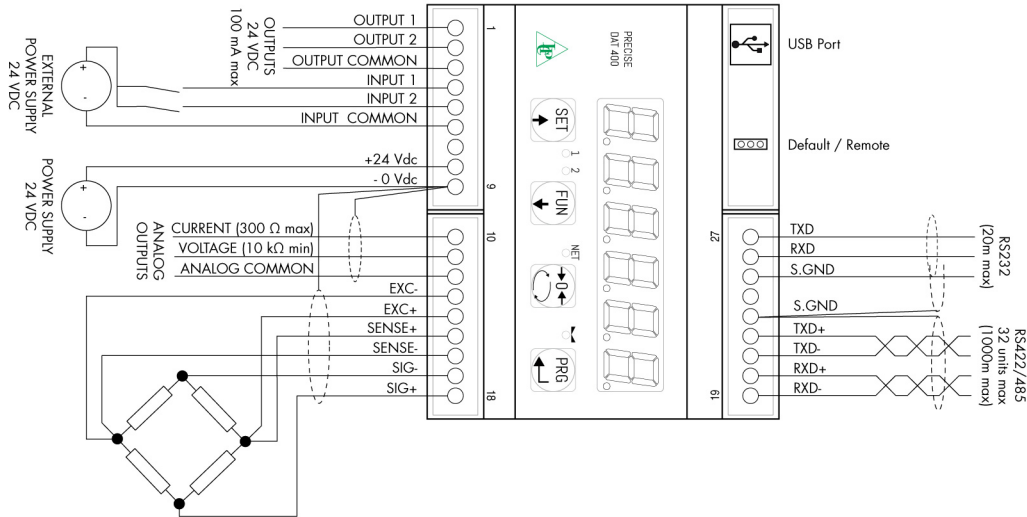 OUTPUTS
24 VDC
100 mA max
OUTPUT 1
OUTPUT 2
OUTPUT COMMON
INPUT 1
INPUT 2
INPUT COMMON
EXTERNAL
POWER SUPPLY
24 VDC
+
-
+24 Vdc
- 0 Vdc
POWER SUPPLY
24 VDC
+
-
1
9
ANALOG
OUTPUTS
CURRENT (300 Ω max)
VOLTAGE (10 kΩ min)
ANALOG COMMON
EXC-
EXC+
SENSE+
SENSE-
SIG-
SIG+
10
18
PRECISE
DAT 400
SET
1
2
FUN
NET
0
PRG
USB Port
Default / Remote
27
19
TXD
RXD
S.GND
RS232
(20m max)
S.GND
TXD+
TXD-
RXD+
RXD-
RS422/485
32 units max
(1000m max)